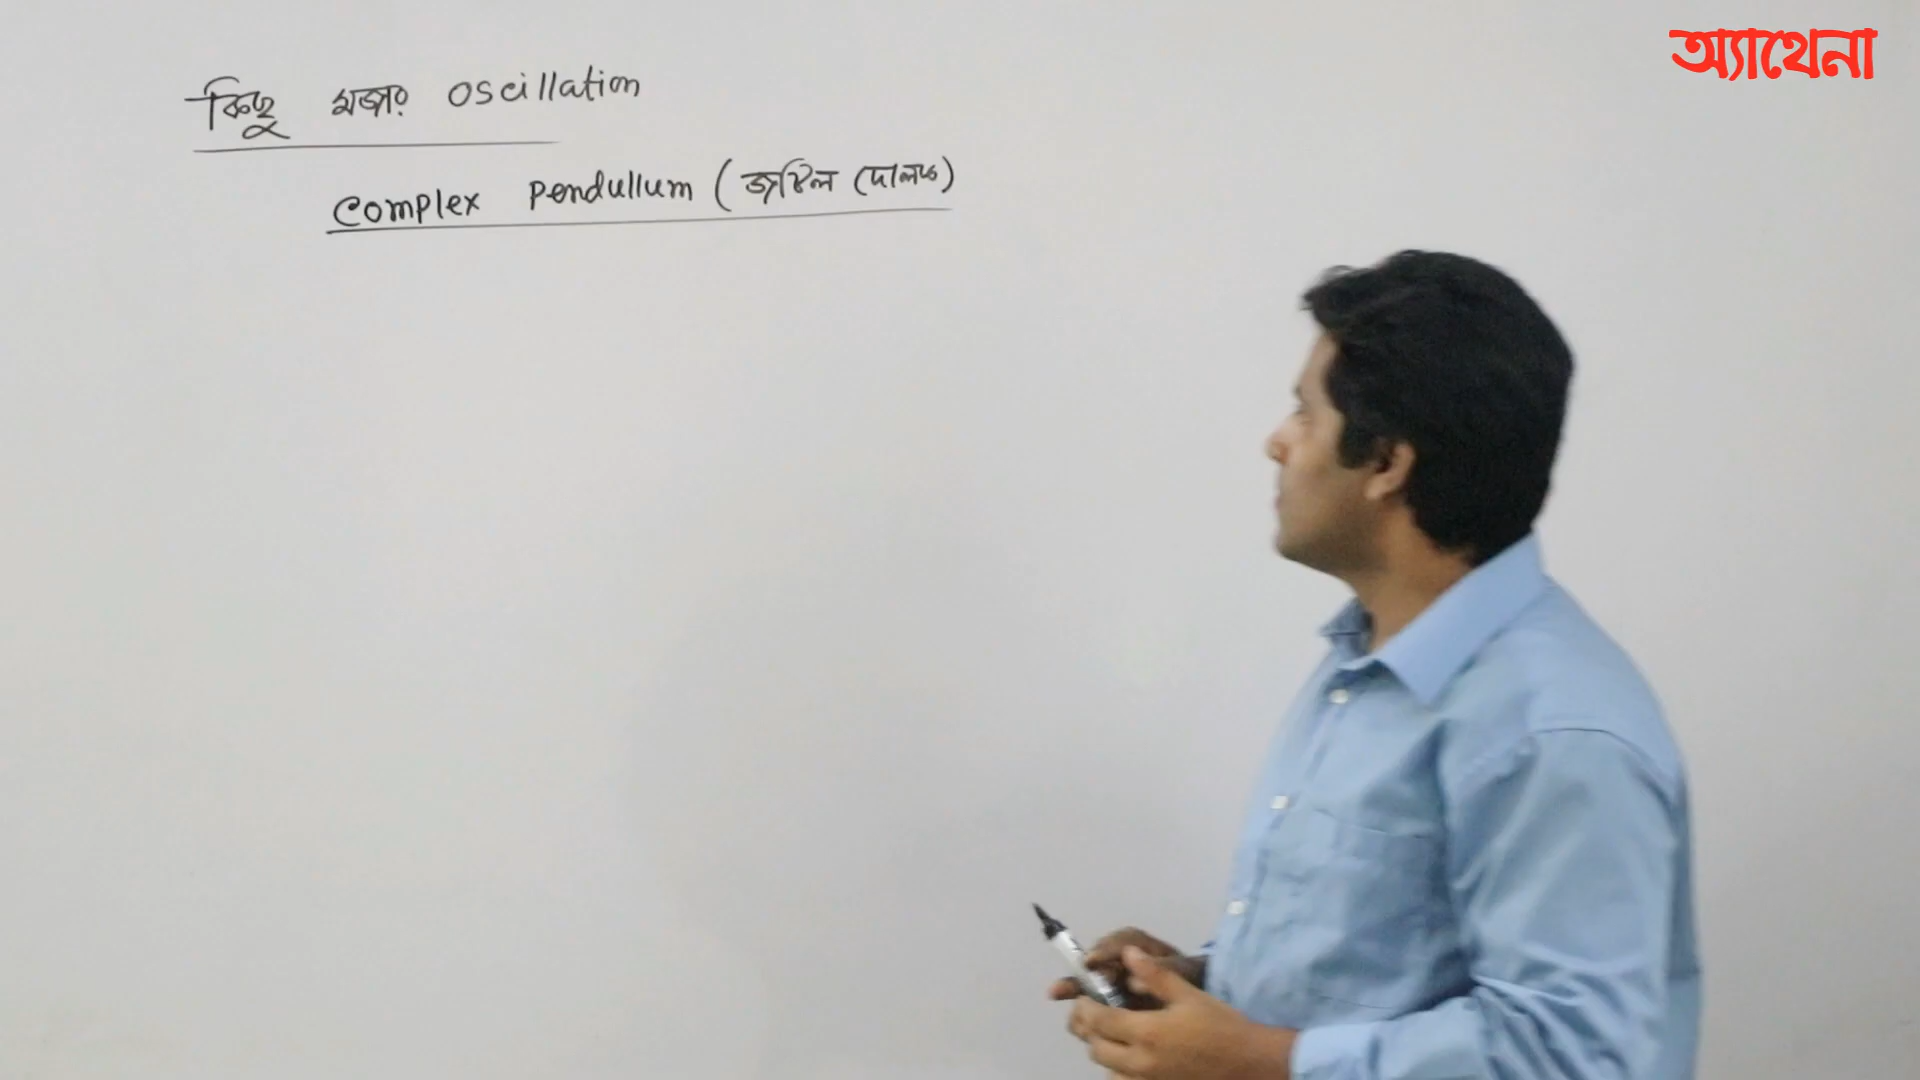 কিছু মজার oscillation
অ্যাথেনা
complex pendullum (জটিল দোলক)